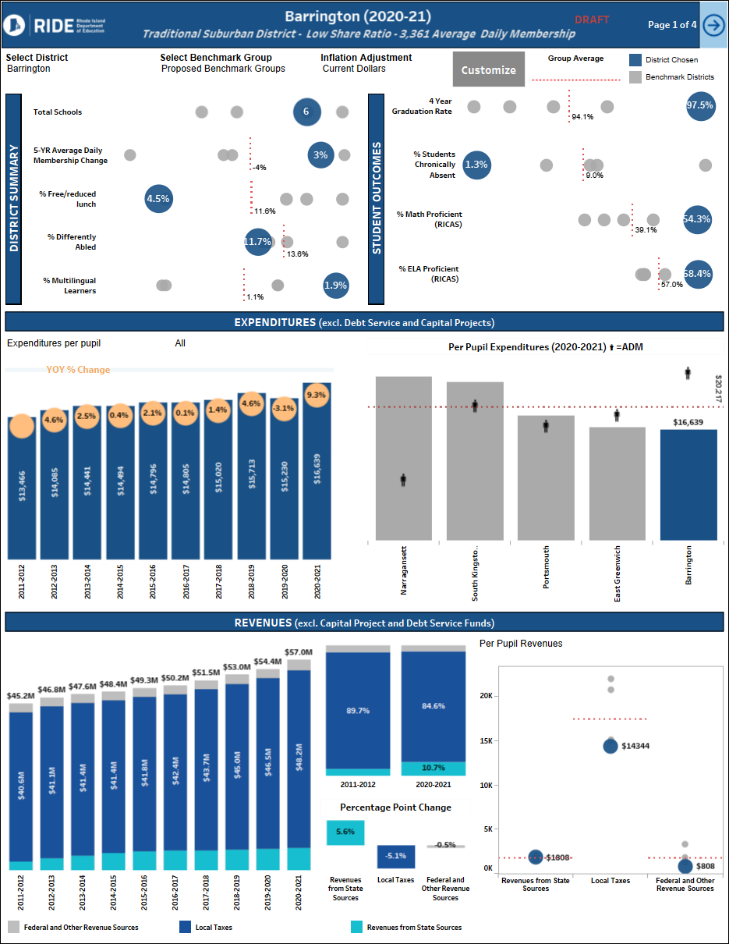 RIDE Rhode Island
Department
of Education
Barrington (2020-21)
DRAFT
Traditional Suburban District - Low Share Ratio - 3,361 Average Daily Membership
Page 1 of 4
Select District
Barrington
Select Benchmark Group
Proposed Benchmark Groups
Inflation Adjustment
Current Dollars
Customize
Group Average
District Chosen
Benchmark Districts
DISTRICT SUMMARY
Total Schools
6
5-YR Average Daily
Membership Change
3%
-4%
% Free/reduced
lunch
4.5%
11.6%
% Differently
Abled
11.7%
13.6%
% Multilingual
Learners
1.9%
1.1%
STUDENT OUTCOMES
4 Year
Graduation Rate
97.5%
94.1%
% Students
Chronically
Absent
1.3%
9.0%
% Math Proficient
(RICAS)
54.3%
39.1%
% ELA Proficient
(RICAS)
68.4%
57.0%
EXPENDITURES (excl. Debt Service and Capital Projects)
Expenditures per pupil
All
YOY % Change
4.6%
2.5%
0.4%
2.1%
0.1%
1.4%
4.6%
-3.1%
9.3%
$13,466
$14,085
$14,441
$14,494
$14,796
$14,805
$15,020
$15,713
$15,230
$16,639
2011-2012
2012-2013
2013-2014
2014-2015
2015-2016
2016-2017
2017-2018
2018-2019
2019-2020
2020-2021
Per Pupil Expenditures (2020-2021) =ADM
$20,217
$16,639
Narragansett
South Kingsto..
Portsmouth
East Greenwich
Barrington
REVENUES (excl. Capital Project and Debt Service Funds)
$45.2M
$46.8M
$47.6M
$48.4M
$49.3M
$50.2M
$51.5M
$53.0M
$54.4M
$57.0M
$40.6M
$41.1M
$41.4M
$41.4M
$41.8M
$42.4M
$43.7M
$45.0M
$46.5M
$48.2M
2011-2012
2012-2013
2013-2014
2014-2015
2015-2016
2016-2017
2017-2018
2018-2019
2019-2020
2020-2021
89.7%
84.6%
10.7%
2011-2012
2020-2021
Percentage Point Change
5.6%
-5.1%
-0.5%
Revenues
from State
Sources
Local Taxes
Federal and
Other Revenue
Sources
Per Pupil Revenues
20K
15K
10K
5K
0K
$1808
$14344
$808
Revenues from State
Sources
Local Taxes
Federal and Other
Revenue Sources
Federal and Other Revenue Sources
Local Taxes
Revenues from State Sources